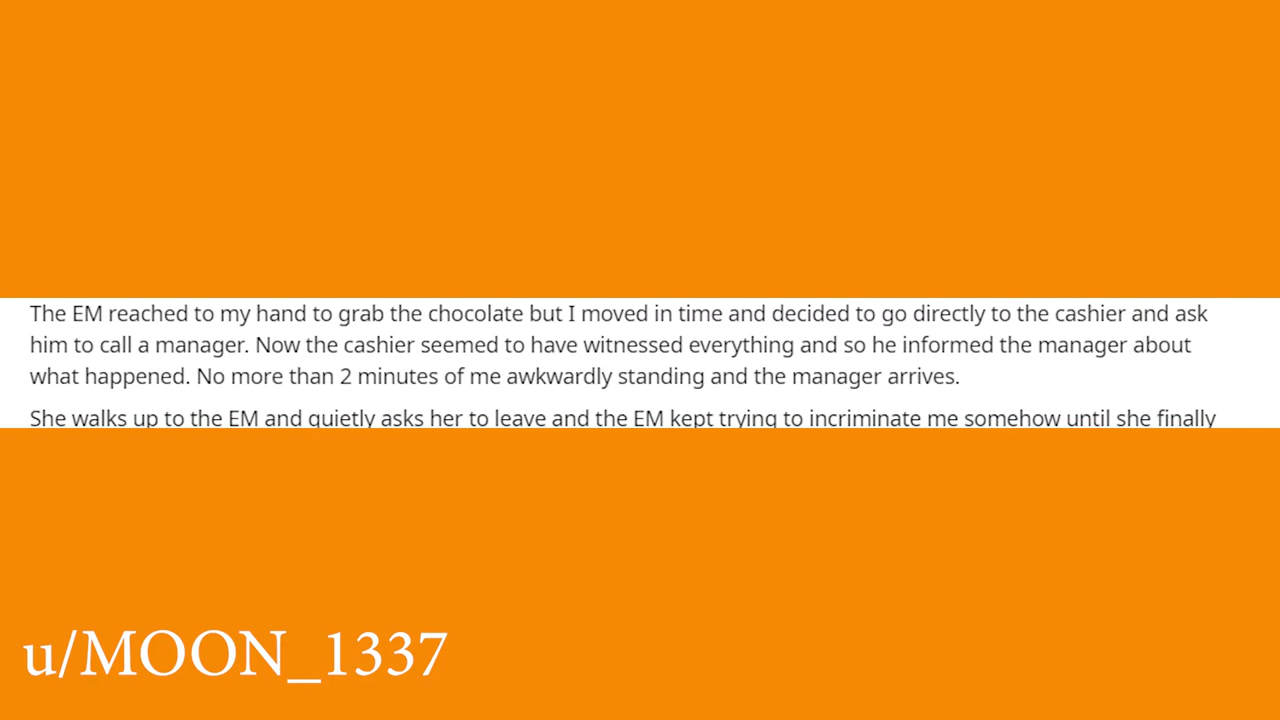 The EM reached to my hand to grab the chocolate but I moved in time and decided to go directly to the cashier and ask
him to call a manager. Now the cashier seemed to have witnessed everything and so he informed the manager about
what happened. No more than 2 minutes of me awkwardly standing and the manager arrives.
She walks up to the EM and quietly asks her to leave and the EM kept trying to incriminate me somehow until she finally
u/MOON_1337